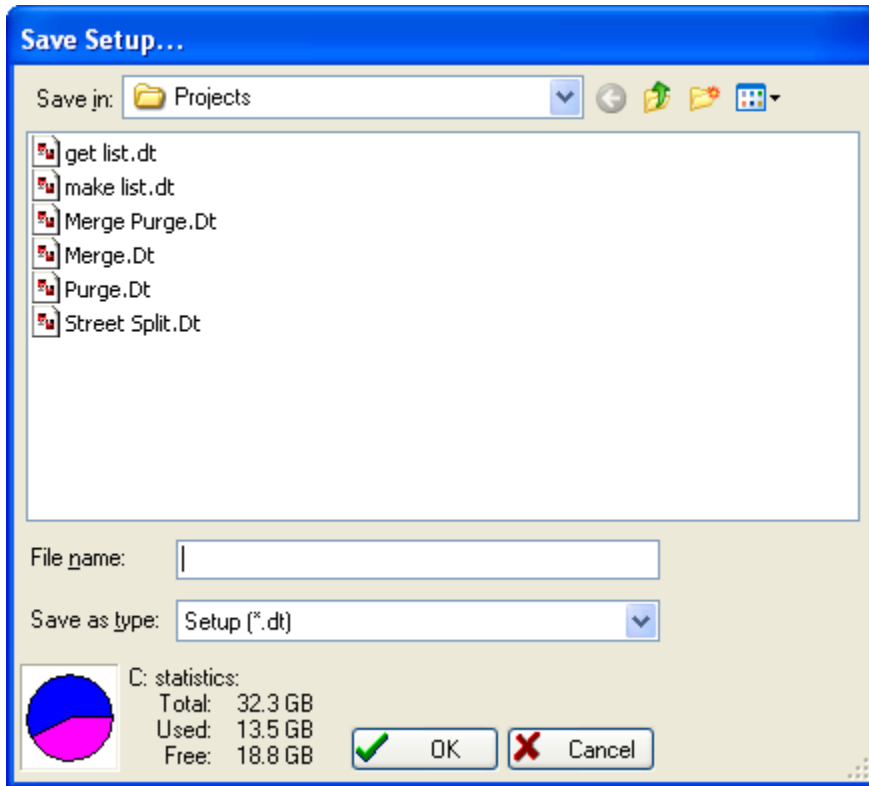 Save Setup...
Save in: Projects
get list.dt
make list.dt
Merge Purge.Dt
Merge.Dt
Purge.Dt
Street Split.Dt
File name:
Save as type: Setup (*.dt)
C: statistics:
Total: 32.3 GB
Used: 13.5 GB
Free: 18.8 GB
OK Cancel